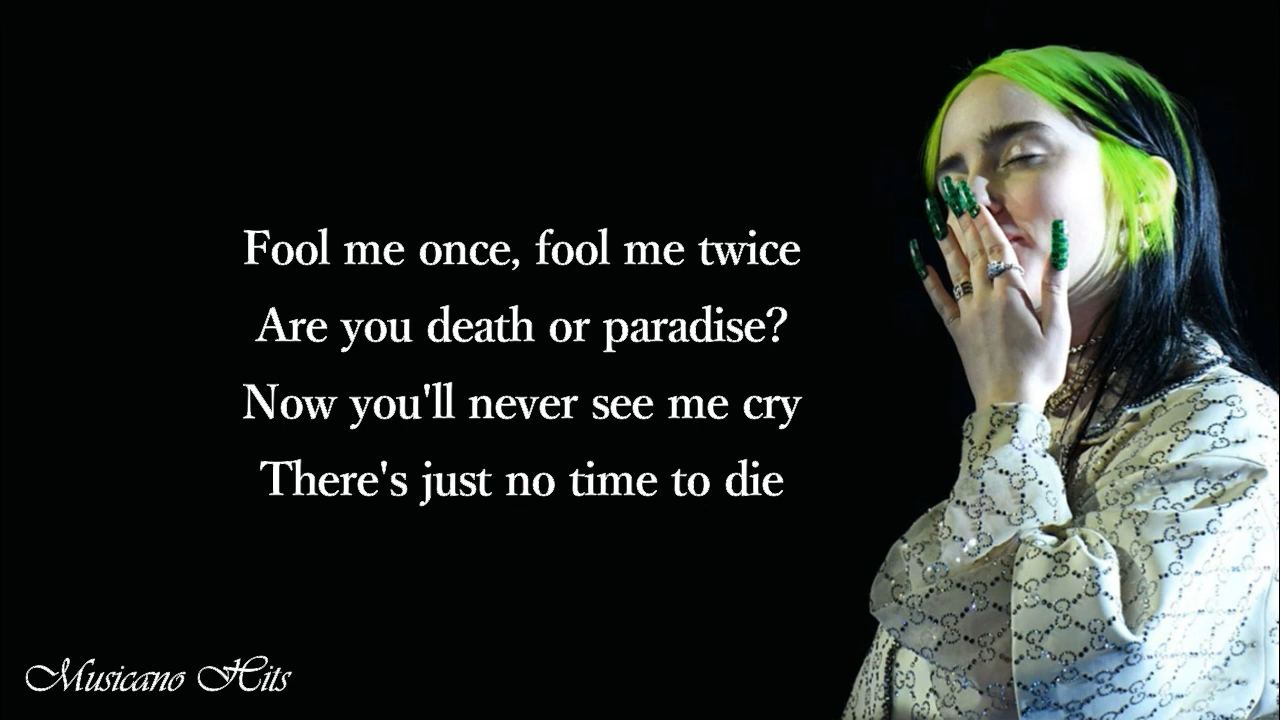 Fool me once, fool me twice
Are you death or paradise?
Now you'll never see me cry
There's just no time to die
Musicano Hits